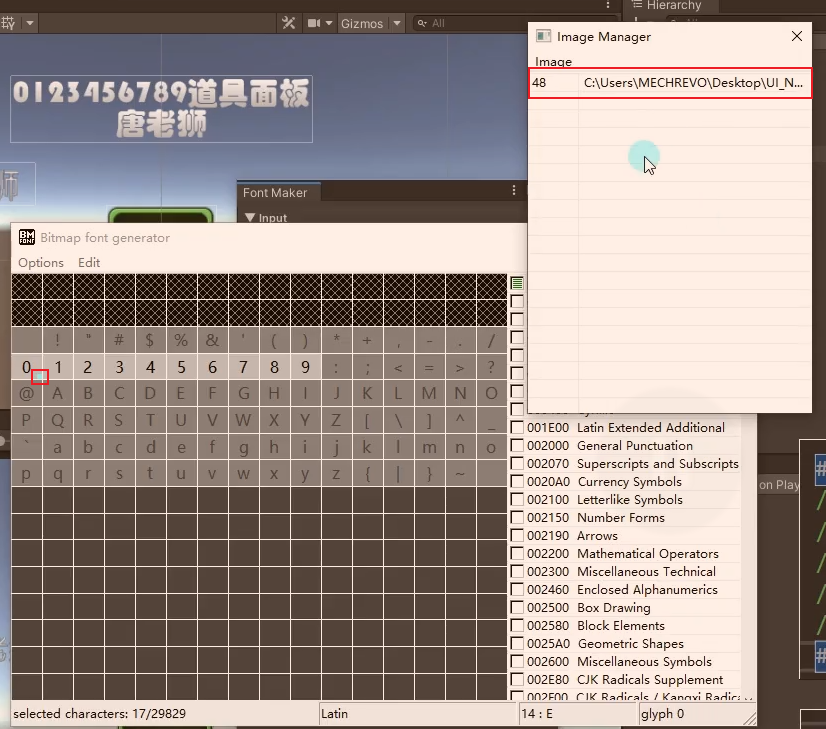 Hierarchy
Gizmos
All
Image Manager
Image
48 C:\Users\MECHREVO\Desktop\UI_N...
0123456789道具面板
唐老狮
师
Font Maker
Input
Bitmap font generator
Options Edit
! " # $ % & ' ( ) * + , - . /
0 1 2 3 4 5 6 7 8 9 : ; < = > ?
@ A B C D E F G H I J K L M N O
P Q R S T U V W X Y Z [ \ ] ^ _
` a b c d e f g h i j k l m n o
p q r s t u v w x y z { | } ~
001E00 Latin Extended Additional
002000 General Punctuation
002070 Superscripts and Subscripts
0020A0 Currency Symbols
002100 Letterlike Symbols
002150 Number Forms
002190 Arrows
002200 Mathematical Operators
002300 Miscellaneous Technical
002460 Enclosed Alphanumerics
002500 Box Drawing
002580 Block Elements
0025A0 Geometric Shapes
002600 Miscellaneous Symbols
002E80 CJK Radicals Supplement
002F00 CJK Radicals / Kangxi Radica
on Play
#
/
/
/
/
/
#
selected characters: 17/29829
Latin
14 : E
glyph 0